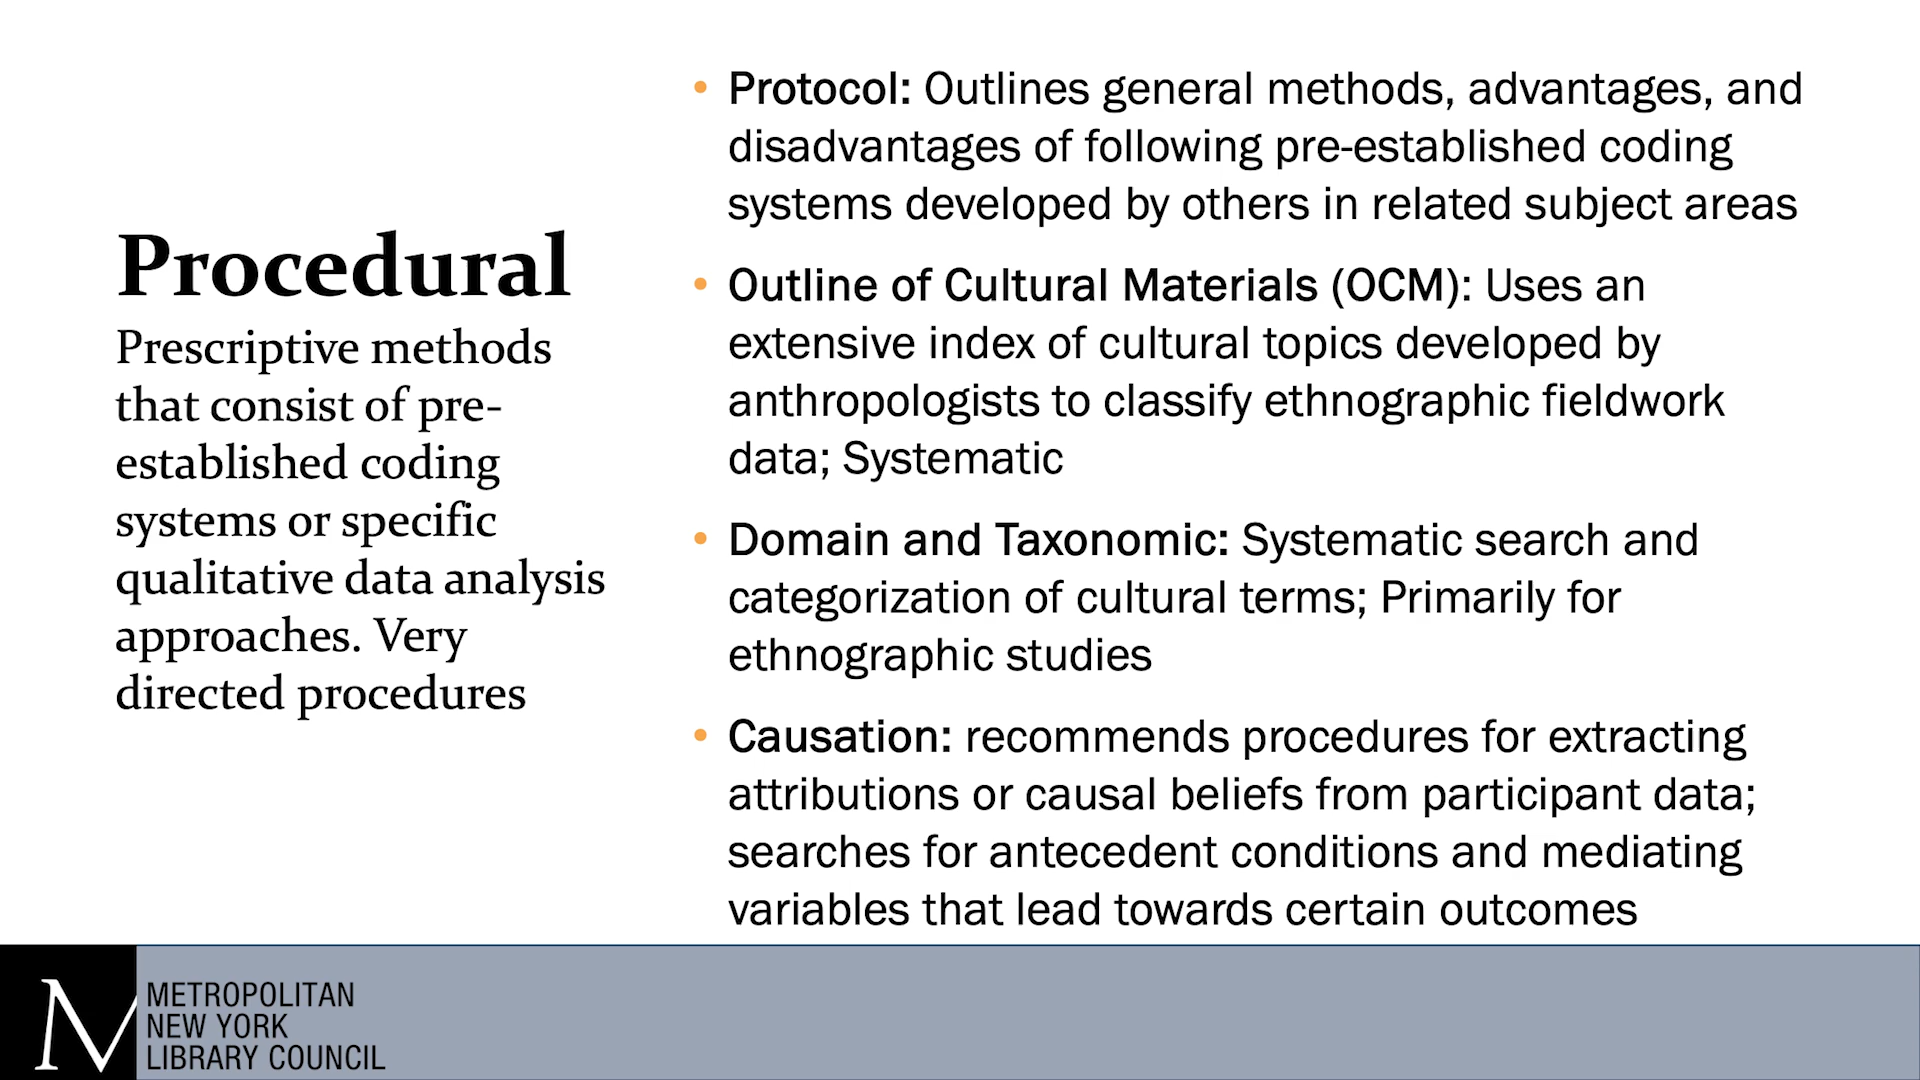 Procedural
Prescriptive methods
that consist of pre-
established coding
systems or specific
qualitative data analysis
approaches. Very
directed procedures
• Protocol: Outlines general methods, advantages, and
disadvantages of following pre-established coding
systems developed by others in related subject areas
• Outline of Cultural Materials (OCM): Uses an
extensive index of cultural topics developed by
anthropologists to classify ethnographic fieldwork
data; Systematic
• Domain and Taxonomic: Systematic search and
categorization of cultural terms; Primarily for
ethnographic studies
• Causation: recommends procedures for extracting
attributions or causal beliefs from participant data;
searches for antecedent conditions and mediating
variables that lead towards certain outcomes
M
METROPOLITAN
NEW YORK
LIBRARY COUNCIL